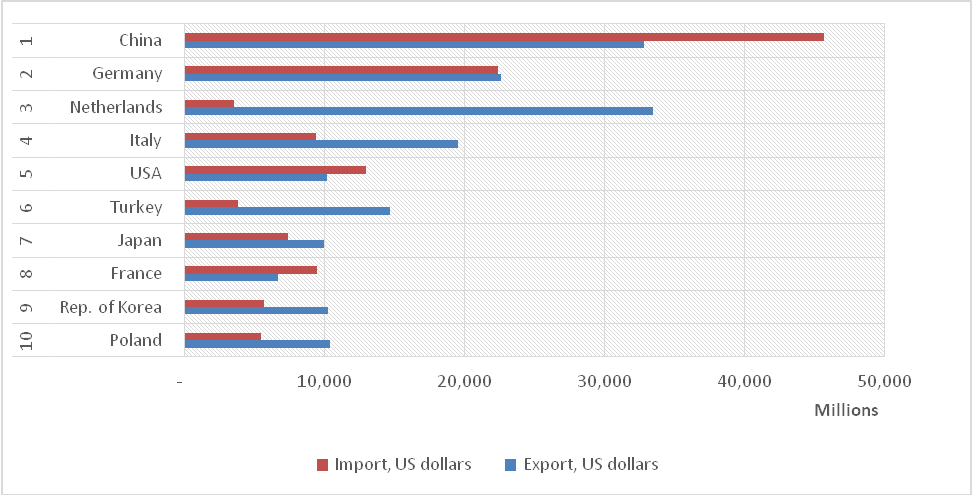 1 China
2 Germany
3 Netherlands
4 Italy
5 USA
6 Turkey
7 Japan
8 France
9 Rep. of Korea
10 Poland
- 10,000 20,000 30,000 40,000 50,000
Millions
Import, US dollars Export, US dollars